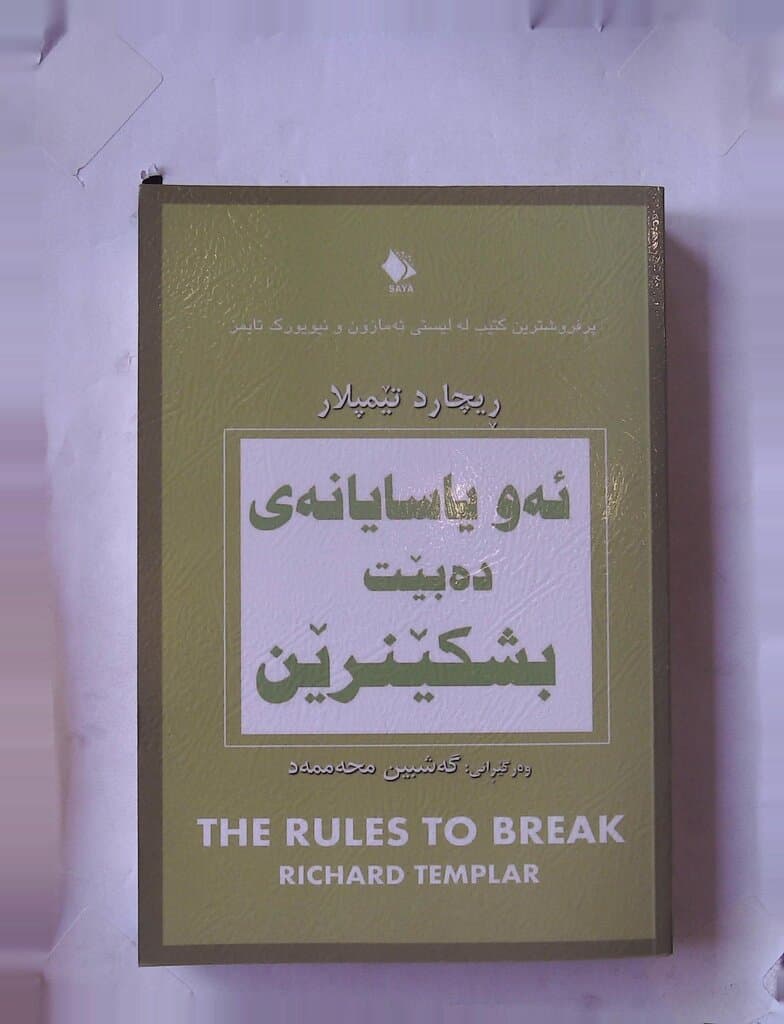 SAYA
پرفرۆشترین کتێب لە لیستی ئەمازۆن و نیویورک تایمز
ڕیچارد تێمپلار
ئەو یاسایانەی
دەبێت
بشکێنرێن
وەرگێڕانی: گەشبین محەممەد
THE RULES TO BREAK
RICHARD TEMPLAR